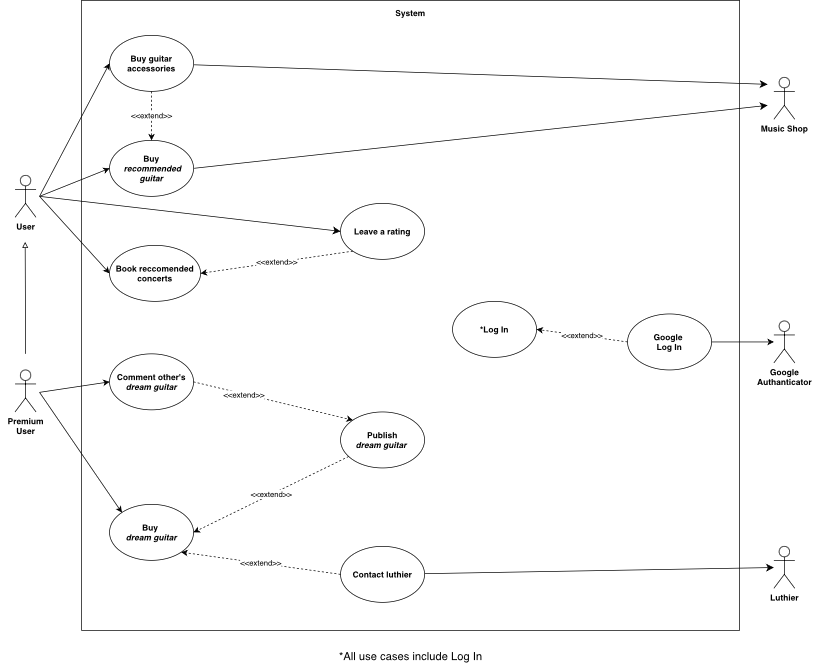 System
Buy guitar
accessories
Music Shop
<<extend>>
Buy
recommended
guitar
User
Leave a rating
<<extend>>
Book reccomended
concerts
*Log In
<<extend>>
Google
Log In
Google
Authanticator
Comment other's
dream guitar
<<extend>>
Premium
User
Publish
dream guitar
<<extend>>
Buy
dream guitar
<<extend>>
Contact luthier
Luthier
*All use cases include Log In